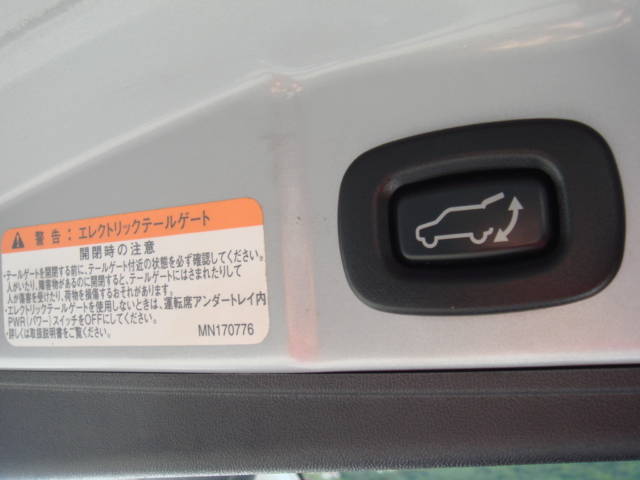 警告：エレクトリックテールゲート
開閉時の注意
・テールゲートを開閉する前に、テールゲート付近の状態を必ず確認してください。
人がいたり、障害物があるのに開閉すると、テールゲートにはさまれたりして
人が傷害を受けたり、荷物を損傷するおそれがあります。
・エレクトリックテールゲートを使用しないときは、運転席アンダートレイ内
PWR（パワー）スイッチをOFFにしてください。
・詳しくは取扱説明書をご覧ください。 MN170776